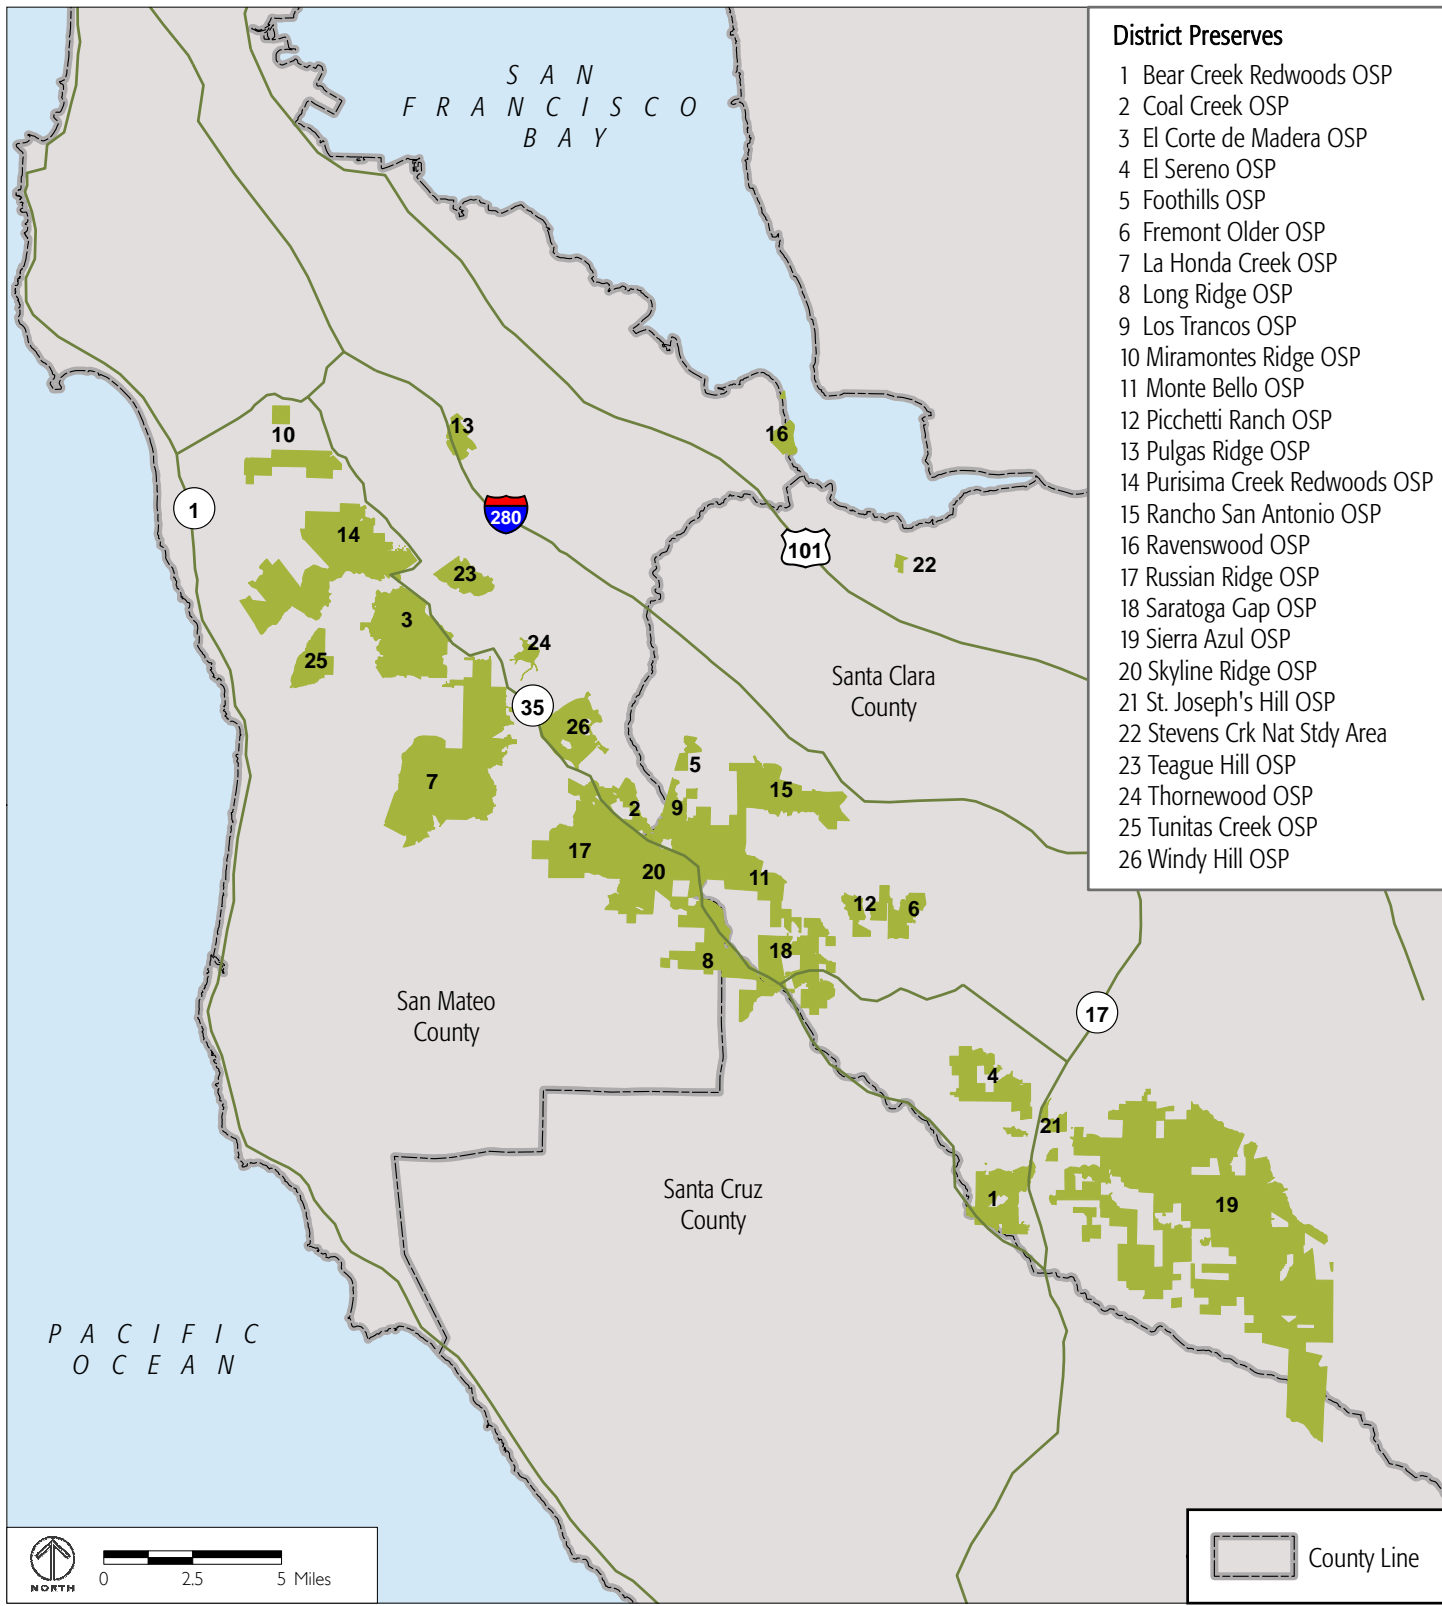 District Preserves
1 Bear Creek Redwoods OSP
2 Coal Creek OSP
3 El Corte de Madera OSP
4 El Sereno OSP
5 Foothills OSP
6 Fremont Older OSP
7 La Honda Creek OSP
8 Long Ridge OSP
9 Los Trancos OSP
10 Miramontes Ridge OSP
11 Monte Bello OSP
12 Picchetti Ranch OSP
13 Pulgas Ridge OSP
14 Purisima Creek Redwoods OSP
15 Rancho San Antonio OSP
16 Ravenswood OSP
17 Russian Ridge OSP
18 Saratoga Gap OSP
19 Sierra Azul OSP
20 Skyline Ridge OSP
21 St. Joseph's Hill OSP
22 Stevens Crk Nat Stdy Area
23 Teague Hill OSP
24 Thornewood OSP
25 Tunitas Creek OSP
26 Windy Hill OSP
SAN
FRANCISCO
BAY
13
10
16
1
280
14
101
22
23
3
24
25
Santa Clara
County
35
26
5
7
15
2
9
17
20
11
12
6
18
8
San Mateo
County
17
4
21
Santa Cruz
County
1
19
PACIFIC
OCEAN
NORTH
0 2.5 5 Miles
County Line